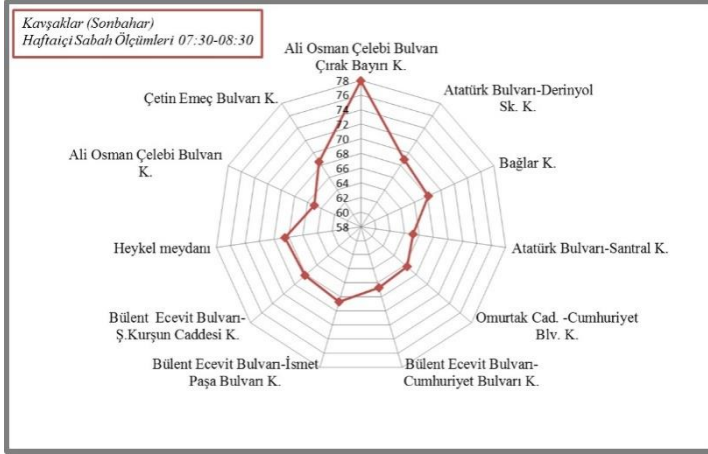 Kavşaklar (Sonbahar)
Haftaiçi Sabah Ölçümleri 07:30-08:30
Ali Osman Çelebi Bulvarı
Çırak Bayırı K.
Çetin Emeç Bulvarı K.
Atatürk Bulvarı-Derinyol
Sk. K.
Ali Osman Çelebi Bulvarı
K.
Bağlar K.
Heykel meydanı
Atatürk Bulvarı-Santral K.
Bülent Ecevit Bulvarı-
Ş.Kurşun Caddesi K.
Omurtak Cad. -Cumhuriyet
Blv. K.
Bülent Ecevit Bulvarı-İsmet
Paşa Bulvarı K.
Bülent Ecevit Bulvarı-
Cumhuriyet Bulvarı K.
78
76
74
72
70
68
66
64
62
60
58